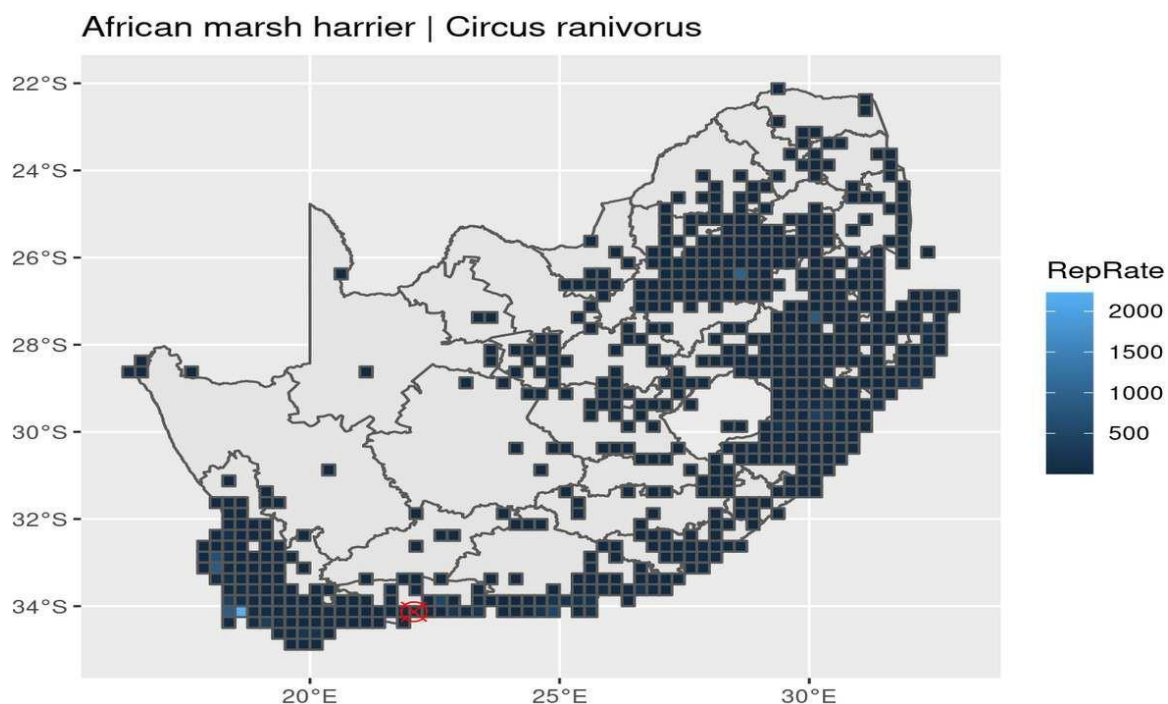 African marsh harrier | Circus ranivorus
22°S
24°S
26°S
28°S
30°S
32°S
34°S
20°E
25°E
30°E
RepRate
2000
1500
1000
500